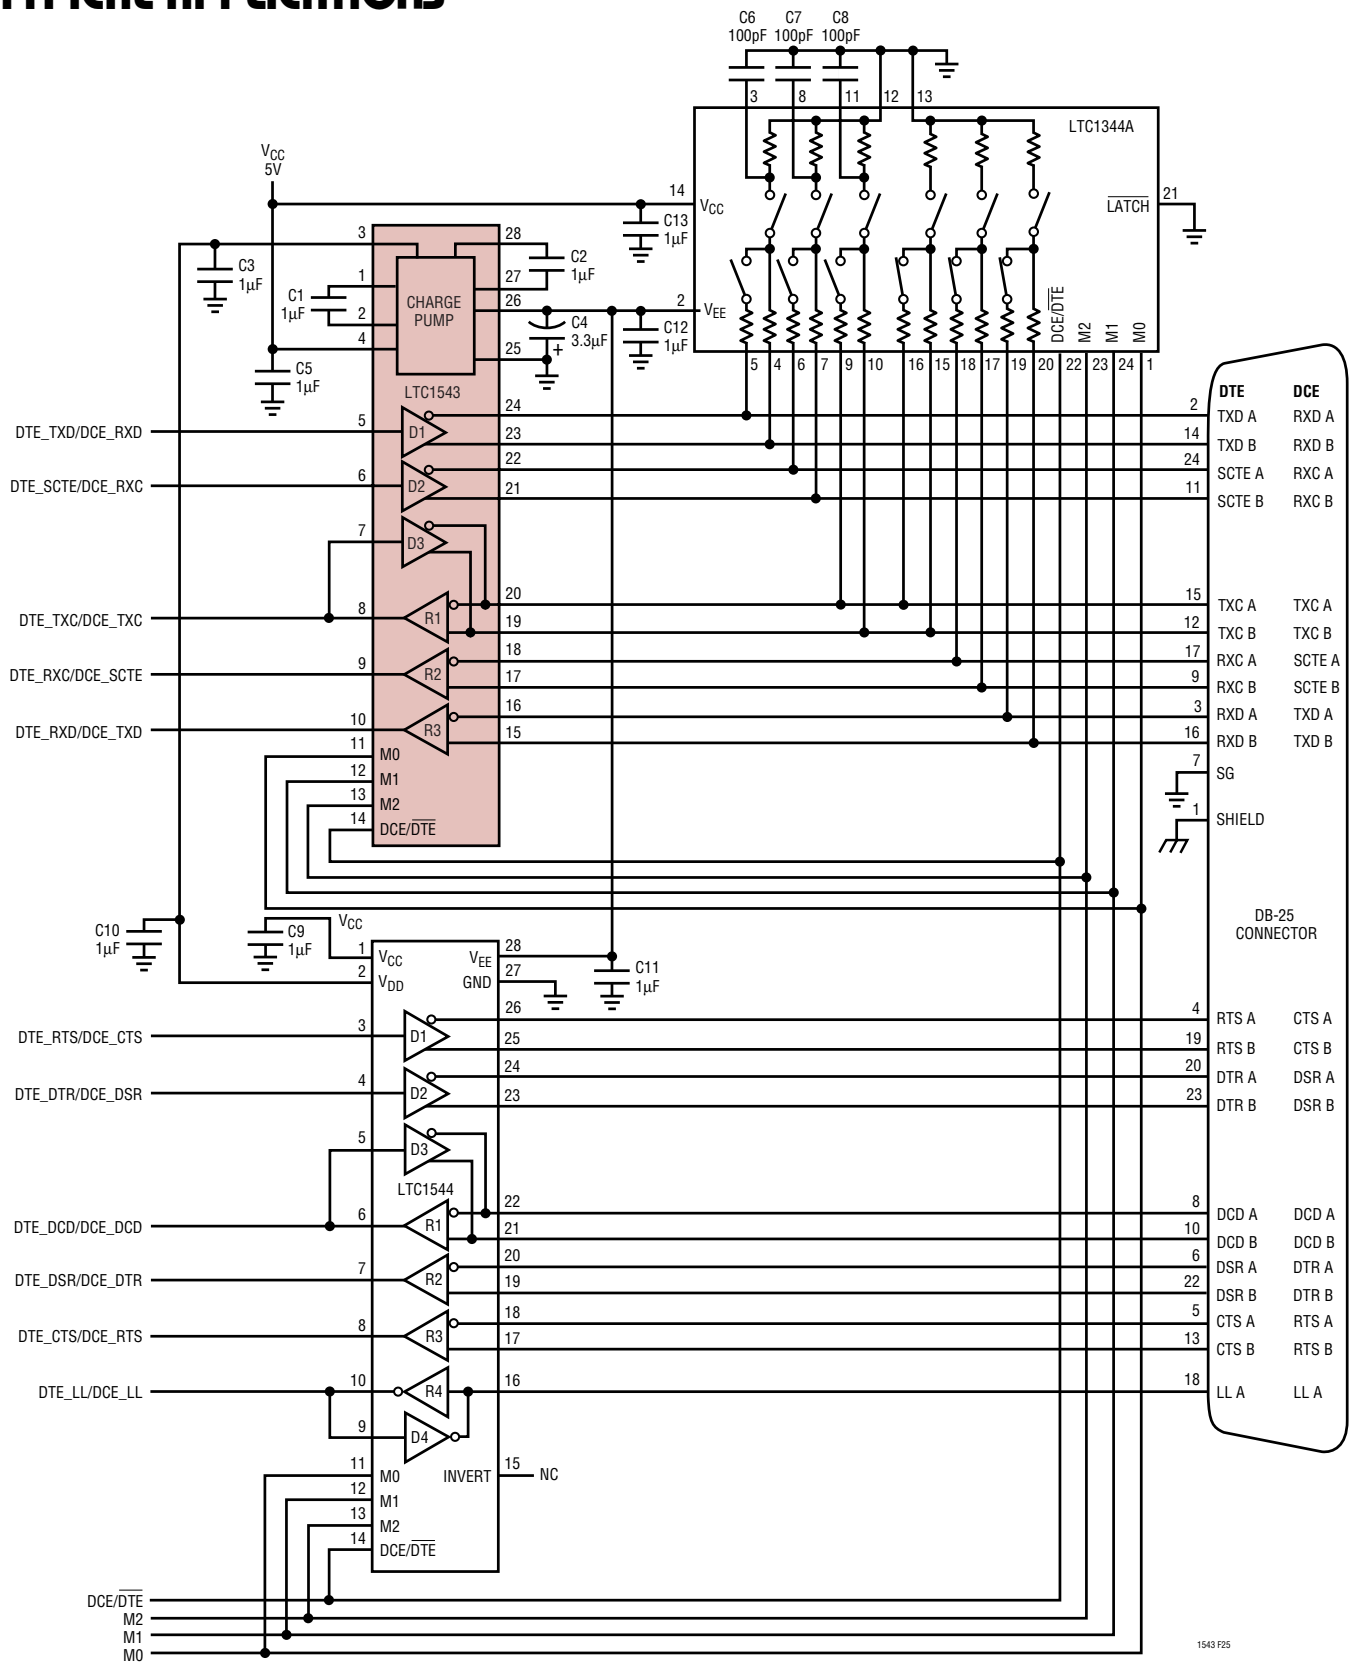 TYPICAL APPLICATIONS
C6 C7 C8
100pF 100pF 100pF
3 8 11 12 13
LTC1344A
VCC
5V
14 VCC
C13
1µF
LATCH 21
3 28
C3
1µF
C2
1µF
1 27
C1
1µF
CHARGE
PUMP
26
2 VEE
C4
3.3µF
+
C12
1µF
2
4 25
C5
1µF
LTC1543
DCE/DTE M2 M1 M0
5 4 6 7 9 10 16 15 18 17 19 20 22 23 24 1
DTE DCE
24 2 TXD A RXD A
DTE_TXD/DCE_RXD 5 D1
23 14 TXD B RXD B
22 24 SCTE A RXC A
DTE_SCTE/DCE_RXC 6 D2
21 11 SCTE B RXC B
7 D3
20 15 TXC A TXC A
DTE_TXC/DCE_TXC 8 R1
19 12 TXC B TXC B
18 17 RXC A SCTE A
DTE_RXC/DCE_SCTE 9 R2
17 9 RXC B SCTE B
16 3 RXD A TXD A
DTE_RXD/DCE_TXD 10 R3
15 16 RXD B TXD B
11 M0
12 M1
13 M2
14 DCE/DTE
7 SG
1 SHIELD
DB-25
CONNECTOR
C10
1µF
C9
1µF
VCC
1 VCC VEE 28
2 VDD GND 27
C11
1µF
26 4 RTS A CTS A
DTE_RTS/DCE_CTS 3 D1
25 19 RTS B CTS B
24 20 DTR A DSR A
DTE_DTR/DCE_DSR 4 D2
23 23 DTR B DSR B
5 D3
LTC1544
22 8 DCD A DCD A
DTE_DCD/DCE_DCD 6 R1
21 10 DCD B DCD B
20 6 DSR A DTR A
DTE_DSR/DCE_DTR 7 R2
19 22 DSR B DTR B
18 5 CTS A RTS A
DTE_CTS/DCE_RTS 8 R3
17 13 CTS B RTS B
DTE_LL/DCE_LL 10 R4 16 18 LL A LL A
9 D4
11 M0 INVERT 15 NC
12 M1
13 M2
14 DCE/DTE
DCE/DTE
M2
M1
M0
1543 F25